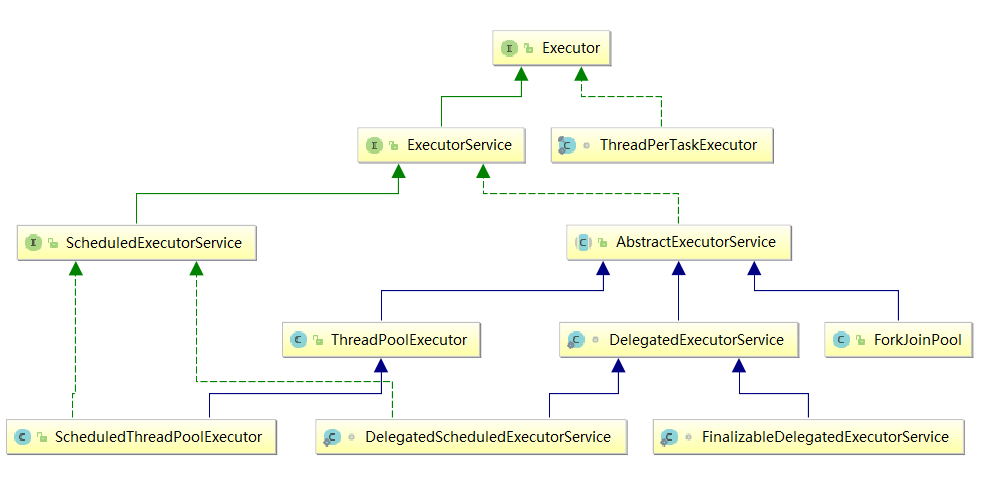 Executor
ExecutorService
ThreadPerTaskExecutor
ScheduledExecutorService
AbstractExecutorService
ThreadPoolExecutor
DelegatedExecutorService
ForkJoinPool
ScheduledThreadPoolExecutor
DelegatedScheduledExecutorService
FinalizableDelegatedExecutorService